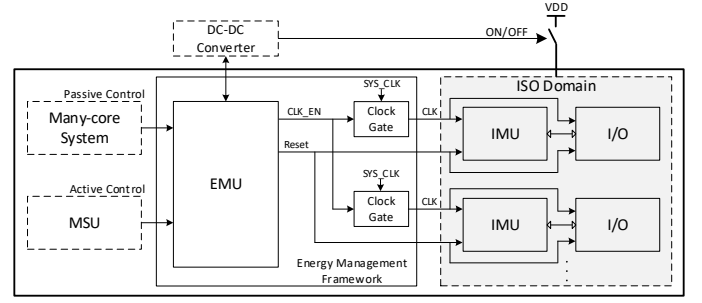 VDD
DC-DC
Converter
ON/OFF
Passive Control
Many-core
System
Active Control
MSU
EMU
CLK_EN
Reset
SYS_CLK
Clock
Gate
CLK
SYS_CLK
Clock
Gate
CLK
Energy Management
Framework
ISO Domain
IMU
I/O
IMU
I/O